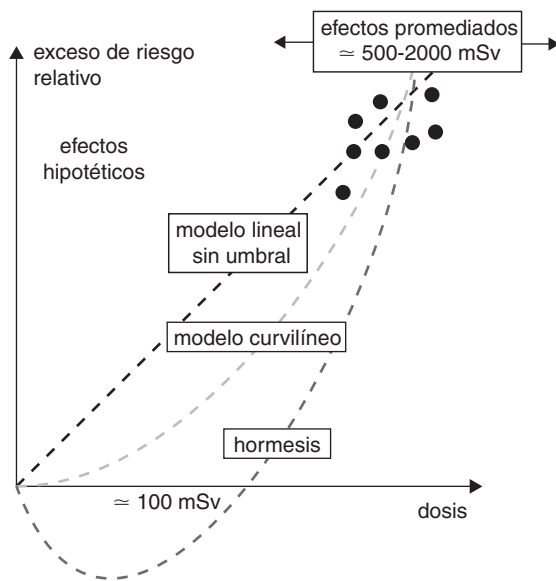 efectos promediados
≃ 500-2000 mSv
exceso de riesgo
relativo
efectos
hipotéticos
modelo lineal
sin umbral
modelo curvilíneo
hormesis
≃ 100 mSv
dosis